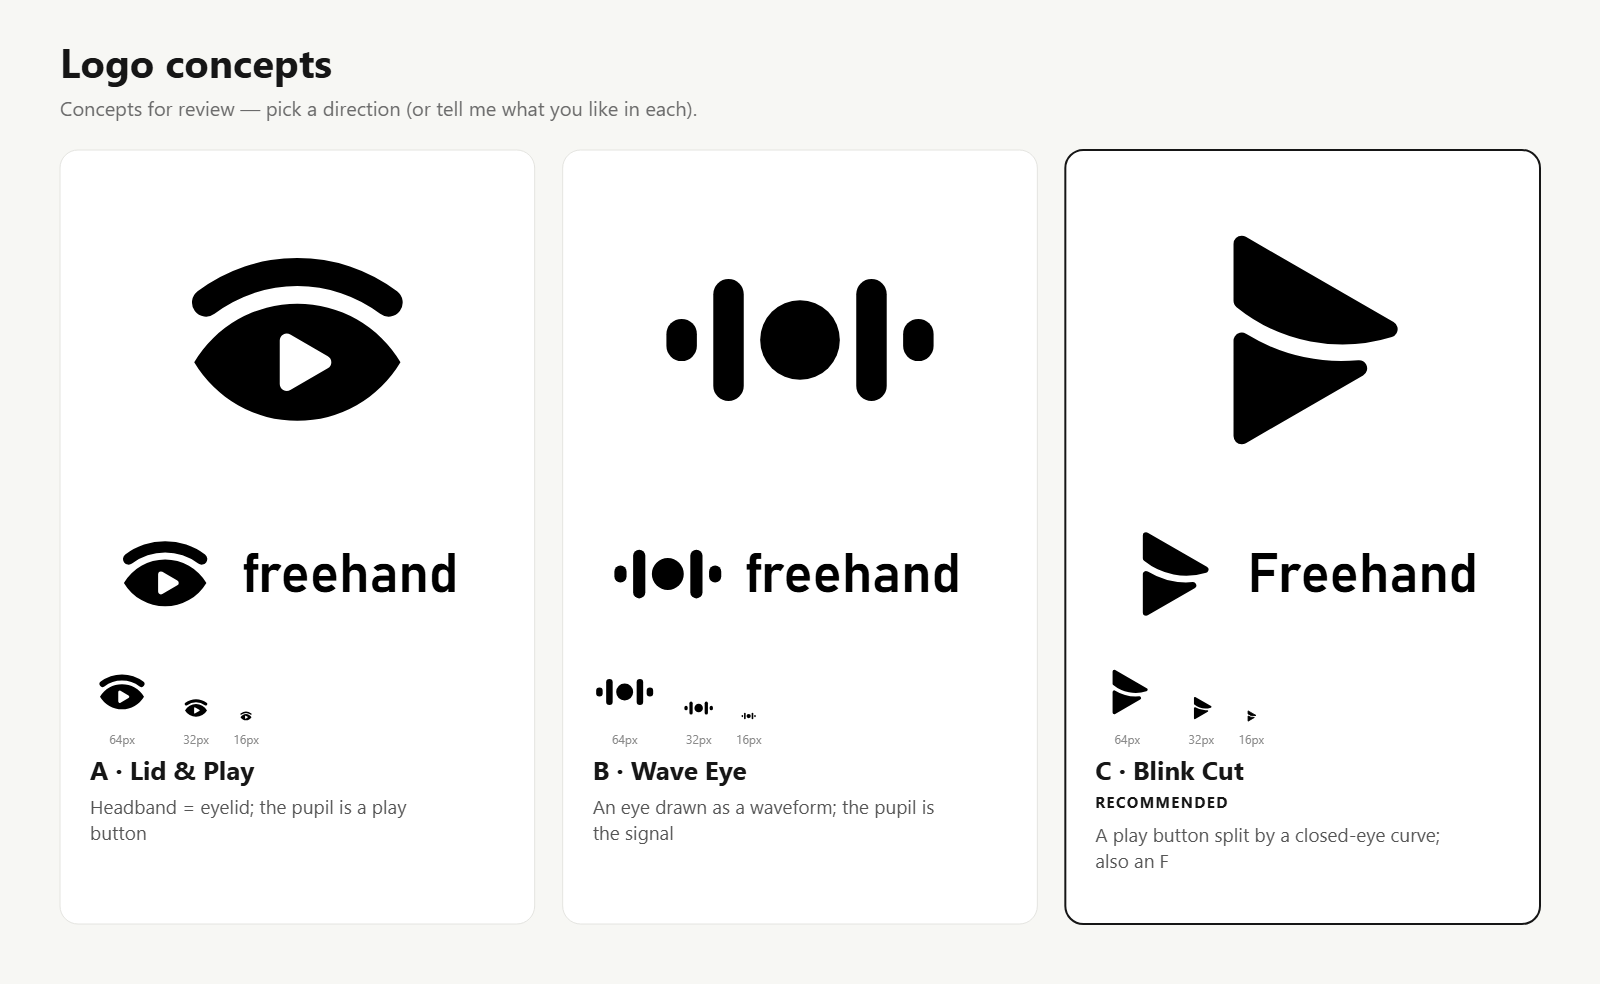 Logo concepts
Concepts for review — pick a direction (or tell me what you like in each).
freehand
64px 32px 16px
A · Lid & Play
Headband = eyelid; the pupil is a play
button
freehand
64px 32px 16px
B · Wave Eye
An eye drawn as a waveform; the pupil is
the signal
Freehand
64px 32px 16px
C · Blink Cut
RECOMMENDED
A play button split by a closed-eye curve;
also an F